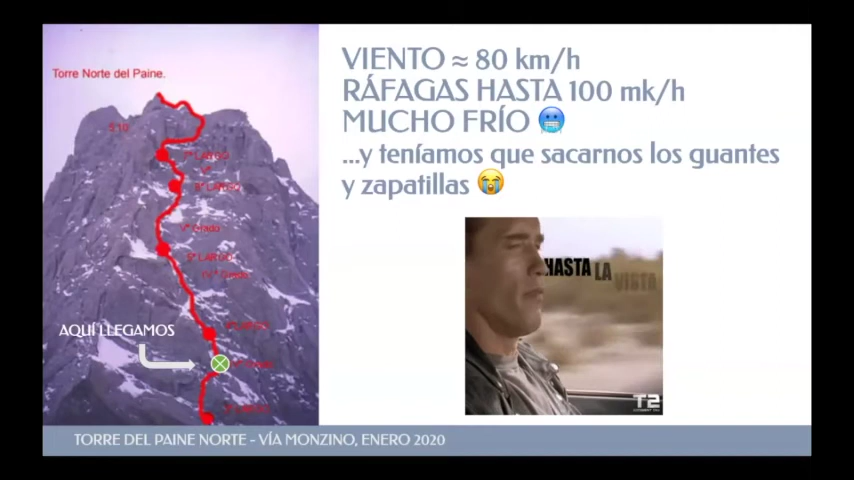 Torre Norte del Paine.
AQUÍ LLEGAMOS
VIENTO ≈ 80 km/h
RÁFAGAS HASTA 100 mk/h
MUCHO FRÍO 🥶
...y teníamos que sacarnos los guantes
y zapatillas 😭
HASTA LA VISTA
T2
TORRE DEL PAINE NORTE - VÍA MONZINO, ENERO 2020